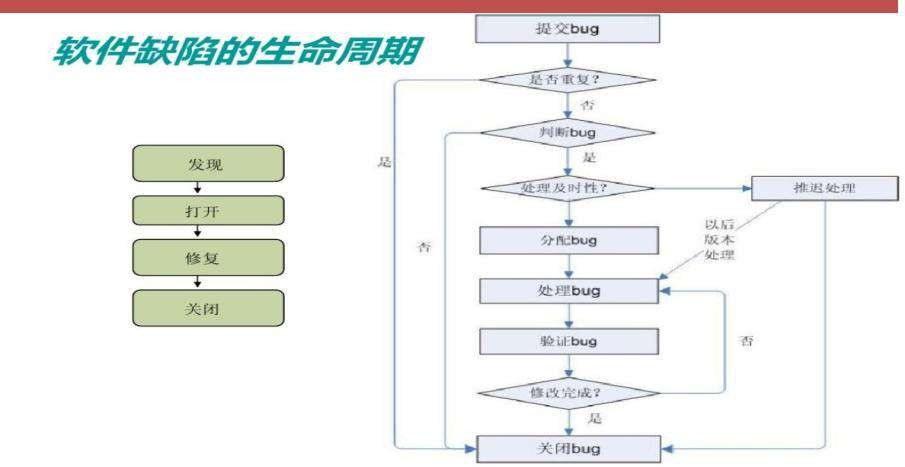 软件缺陷的生命周期
发现
打开
修复
关闭
提交bug
是否重复？
否
是
判断bug
是
否
处理及时性？
推迟处理
以后
版本
处理
分配bug
处理bug
验证bug
否
修改完成？
是
关闭bug